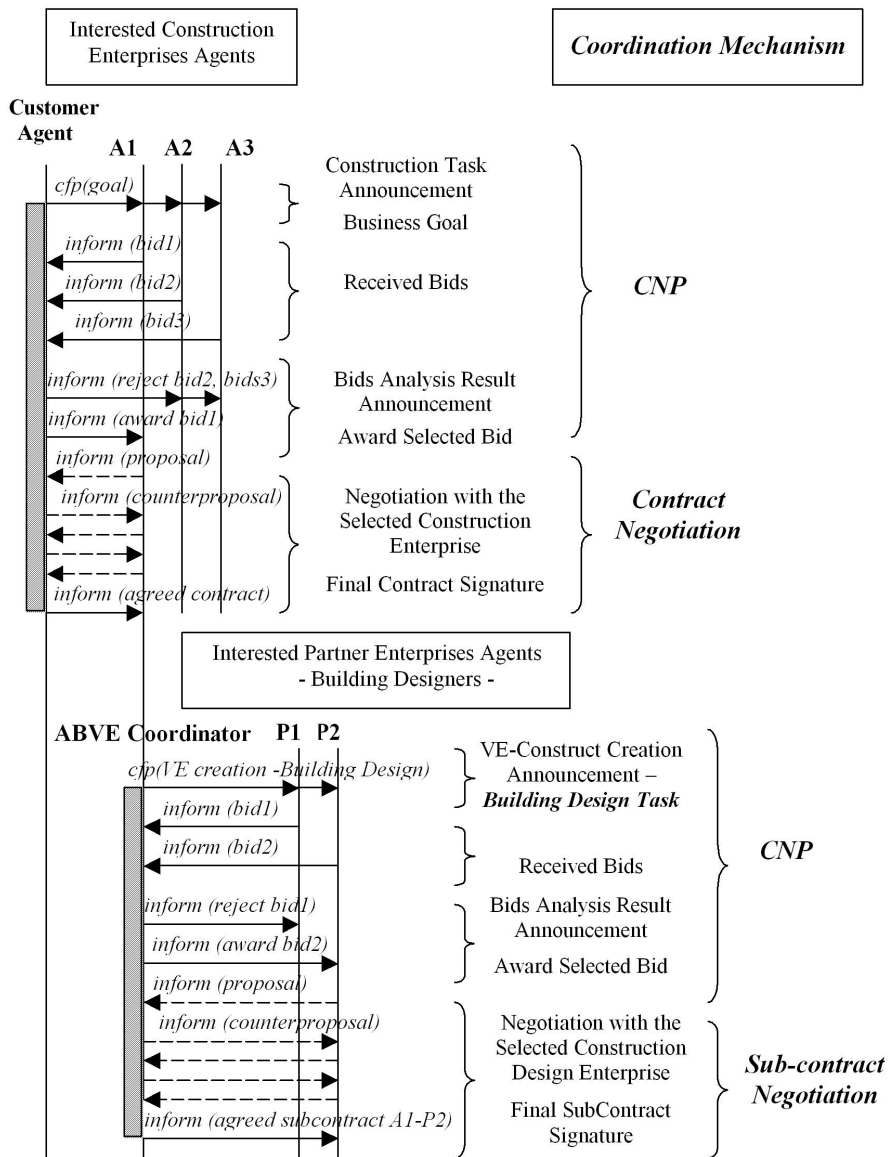 Interested Construction
Enterprises Agents
Coordination Mechanism
Customer
Agent
A1
A2
A3
cfp(goal)
Construction Task
Announcement
Business Goal
inform (bid1)
inform (bid2)
inform (bid3)
Received Bids
CNP
inform (reject bid2, bids3)
inform (award bid1)
Bids Analysis Result
Announcement
Award Selected Bid
inform (proposal)
inform (counterproposal)
Negotiation with the
Selected Construction
Enterprise
Contract
Negotiation
inform (agreed contract)
Final Contract Signature
Interested Partner Enterprises Agents
- Building Designers -
ABVE Coordinator
P1
P2
cfp(VE creation -Building Design)
VE-Construct Creation
Announcement –
Building Design Task
inform (bid1)
inform (bid2)
Received Bids
CNP
inform (reject bid1)
inform (award bid2)
Bids Analysis Result
Announcement
Award Selected Bid
inform (proposal)
inform (counterproposal)
Negotiation with the
Selected Construction
Design Enterprise
Sub-contract
Negotiation
inform (agreed subcontract A1-P2)
Final SubContract
Signature